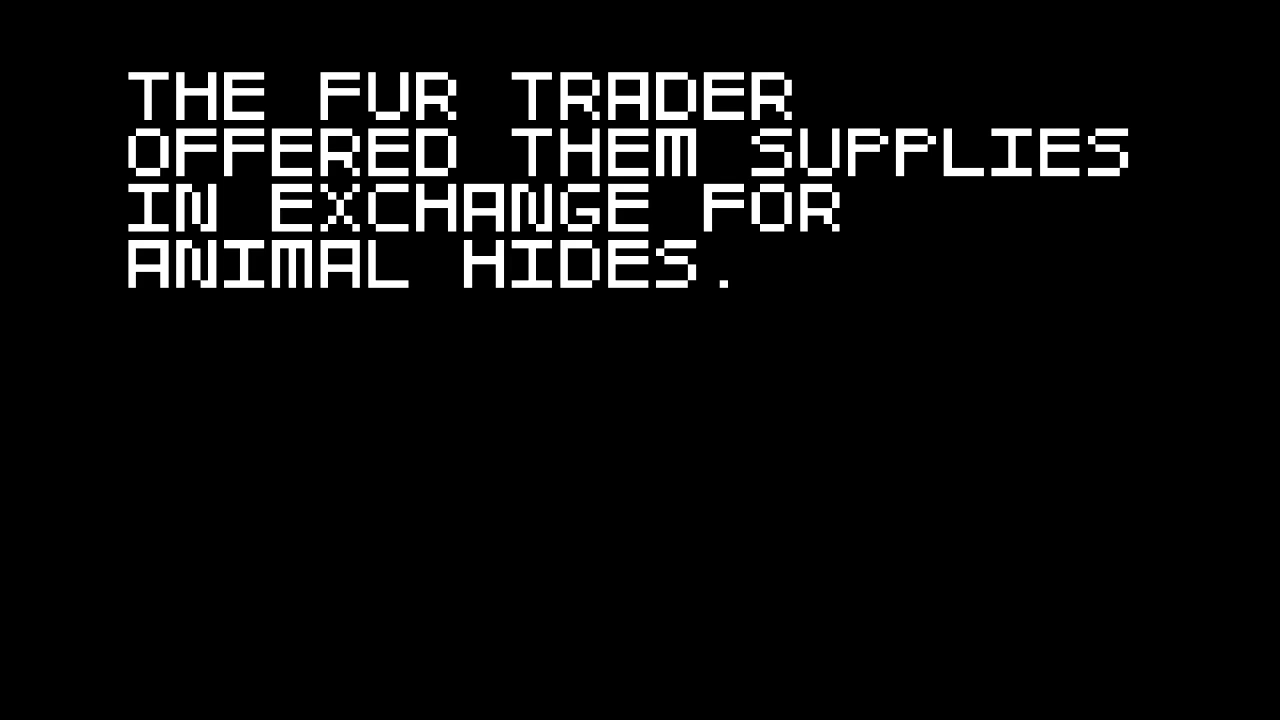 THE FUR TRADER
OFFERED THEM SUPPLIES
IN EXCHANGE FOR
ANIMAL HIDES.